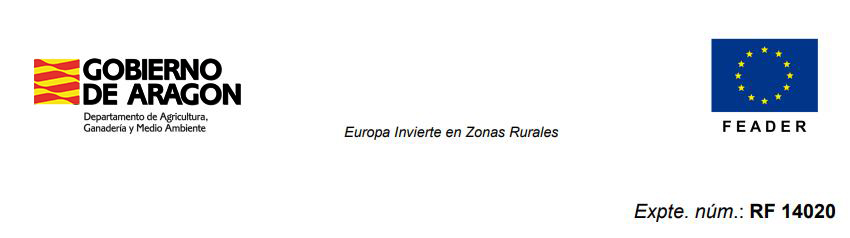 GOBIERNO
DE ARAGON
Departamento de Agricultura,
Ganadería y Medio Ambiente
Europa Invierte en Zonas Rurales
FEADER
Expte. núm.: RF 14020